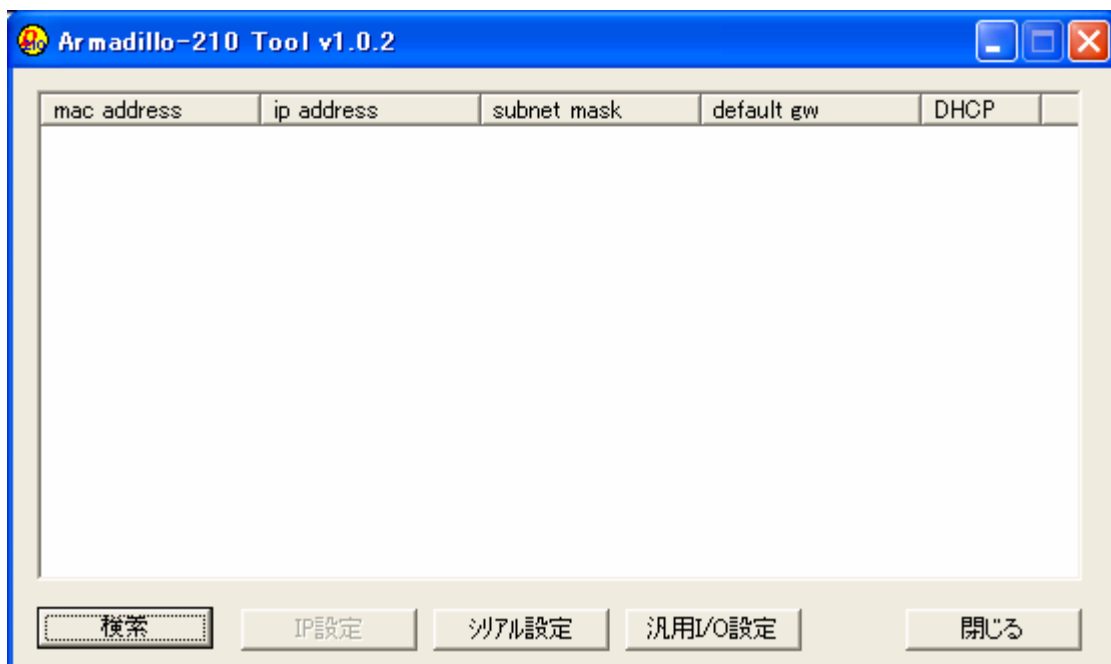 Armadillo-210 Tool v1.0.2
mac address ip address subnet mask default gw DHCP
検索 IP設定 シリアル設定 汎用I/O設定 閉じる